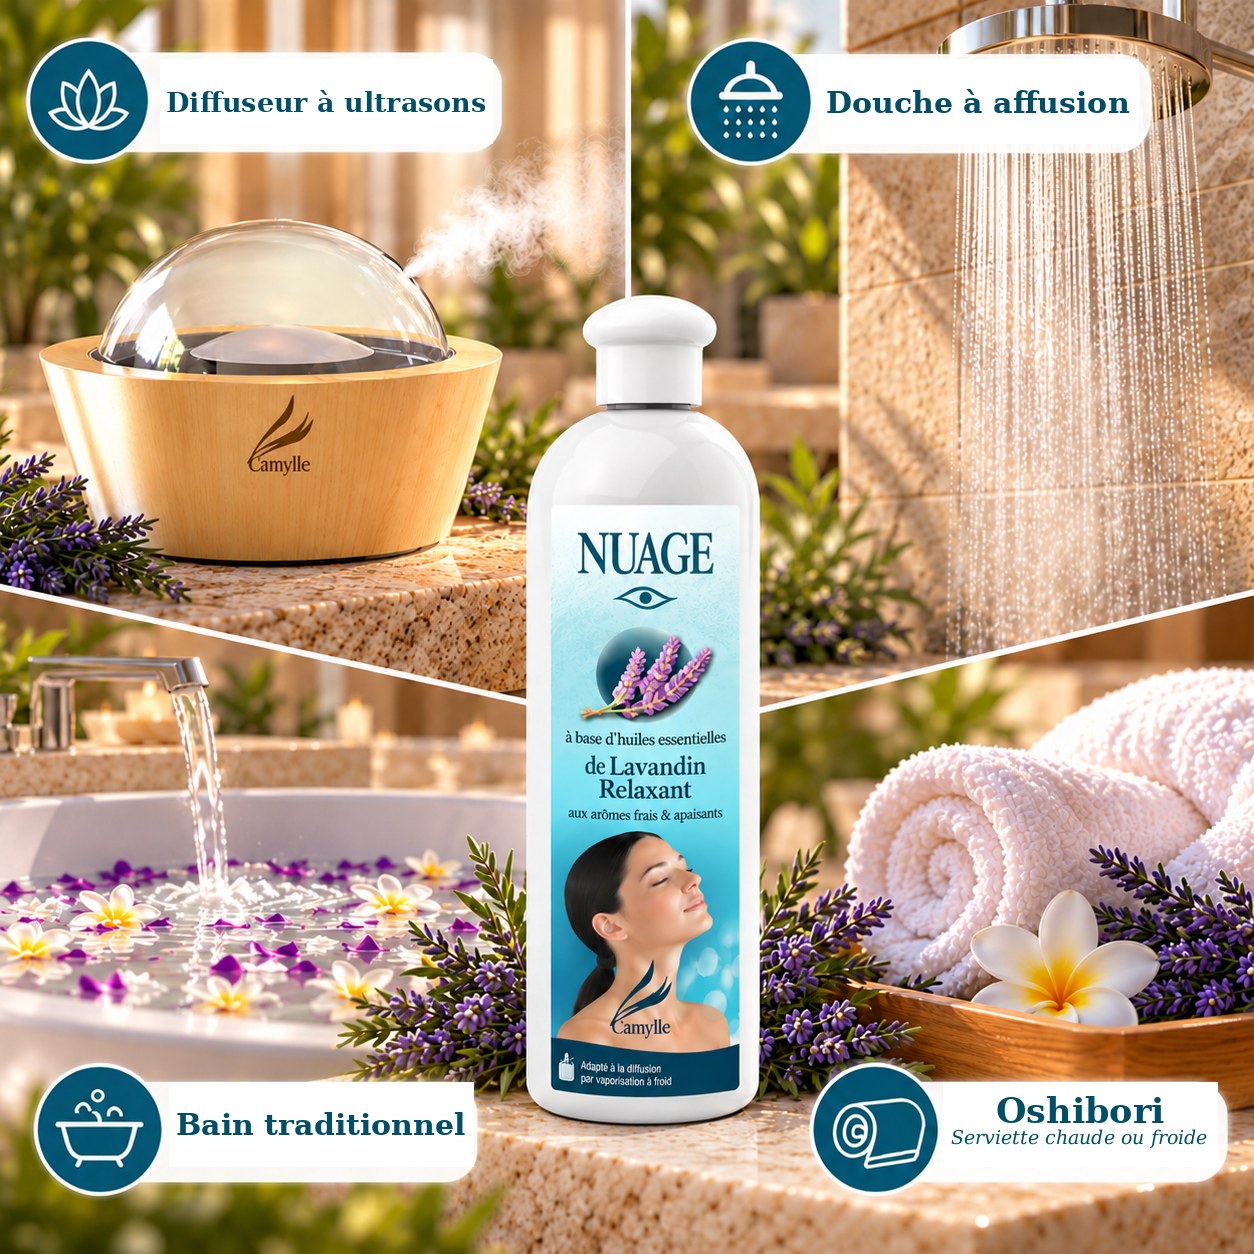 Diffuseur à ultrasons
Douche à affusion
Camylle
NUAGE
à base d'huiles essentielles
de Lavandin
Relaxant
aux arômes frais & apaisants
Camylle
Adapté à la diffusion
par vaporisation à froid
Bain traditionnel
Oshibori
Serviette chaude ou froide